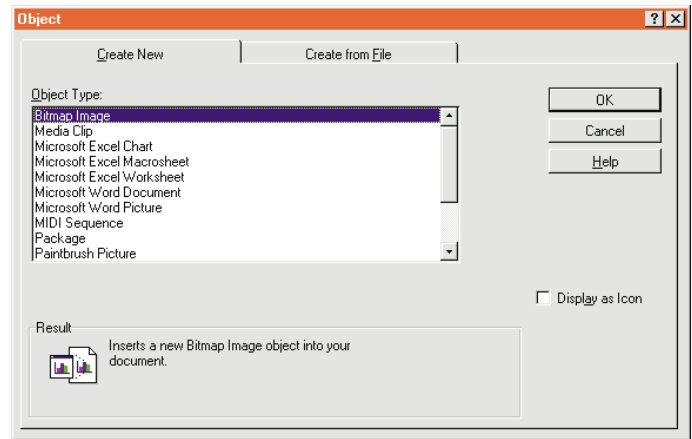 Object
Create New
Create from File
Object Type:
Bitmap Image
Media Clip
Microsoft Excel Chart
Microsoft Excel Macrosheet
Microsoft Excel Worksheet
Microsoft Word Document
Microsoft Word Picture
MIDI Sequence
Package
Paintbrush Picture
OK
Cancel
Help
Display as Icon
Result
Inserts a new Bitmap Image object into your
document.